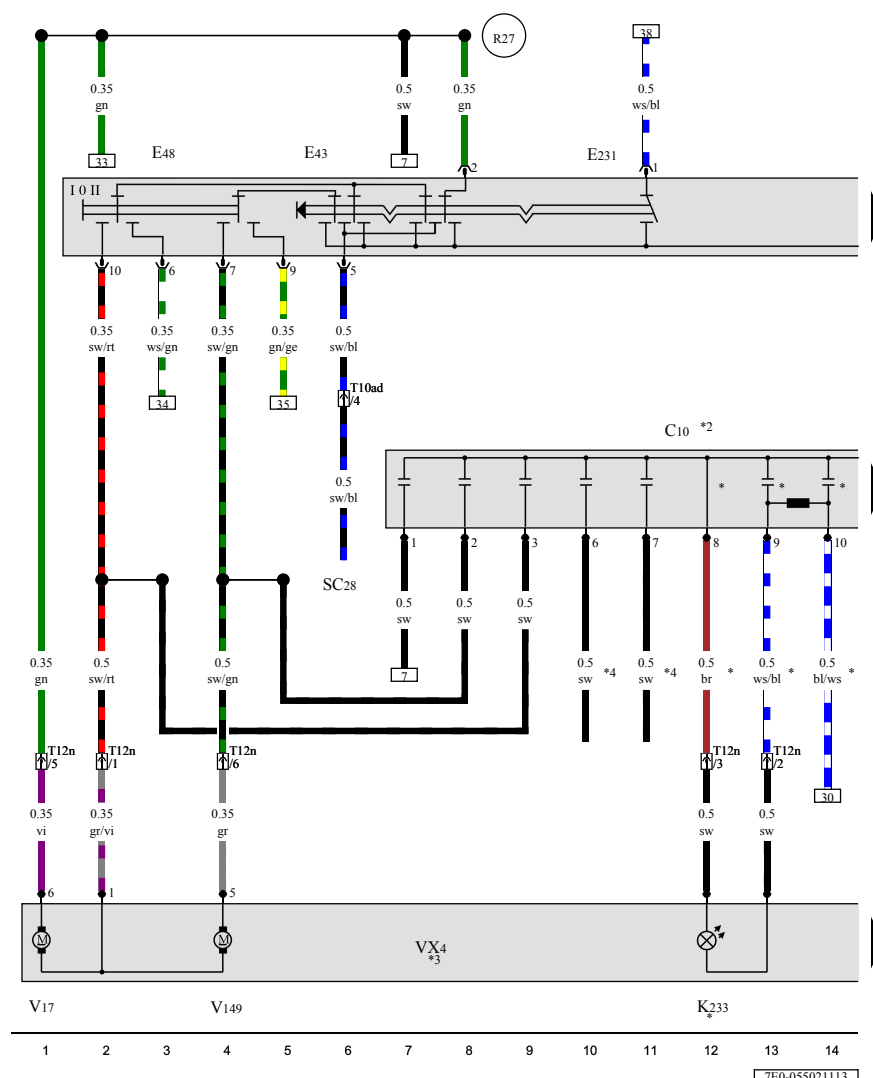 R27
38
0.35
gn
0.5
sw
0.35
gn
0.5
ws/bl
33
E48
E43
7
2
E231
1
I 0 II
10
6
7
9
5
0.35
sw/rt
0.35
ws/gn
0.35
sw/gn
0.35
gn/ge
0.5
sw/bl
T10ad
/4
34
35
C10 *2
0.5
sw/bl
*
*
*
1
2
3
6
7
8
9
10
SC28
0.5
sw
0.5
sw
0.5
sw
0.35
gn
0.5
sw/rt
0.5
sw/gn
7
0.5
sw *4
0.5
sw *4
0.5
br *
0.5
ws/bl *
0.5
bl/ws *
T12n
/5
T12n
/1
T12n
/6
T12n
/3
T12n
/2
30
0.35
vi
0.35
gr/vi
0.35
gr
0.5
sw
0.5
sw
6
1
5
M
M
VX4
*3
V17
V149
K233
*
1 2 3 4 5 6 7 8 9 10 11 12 13 14
7E0-055021113